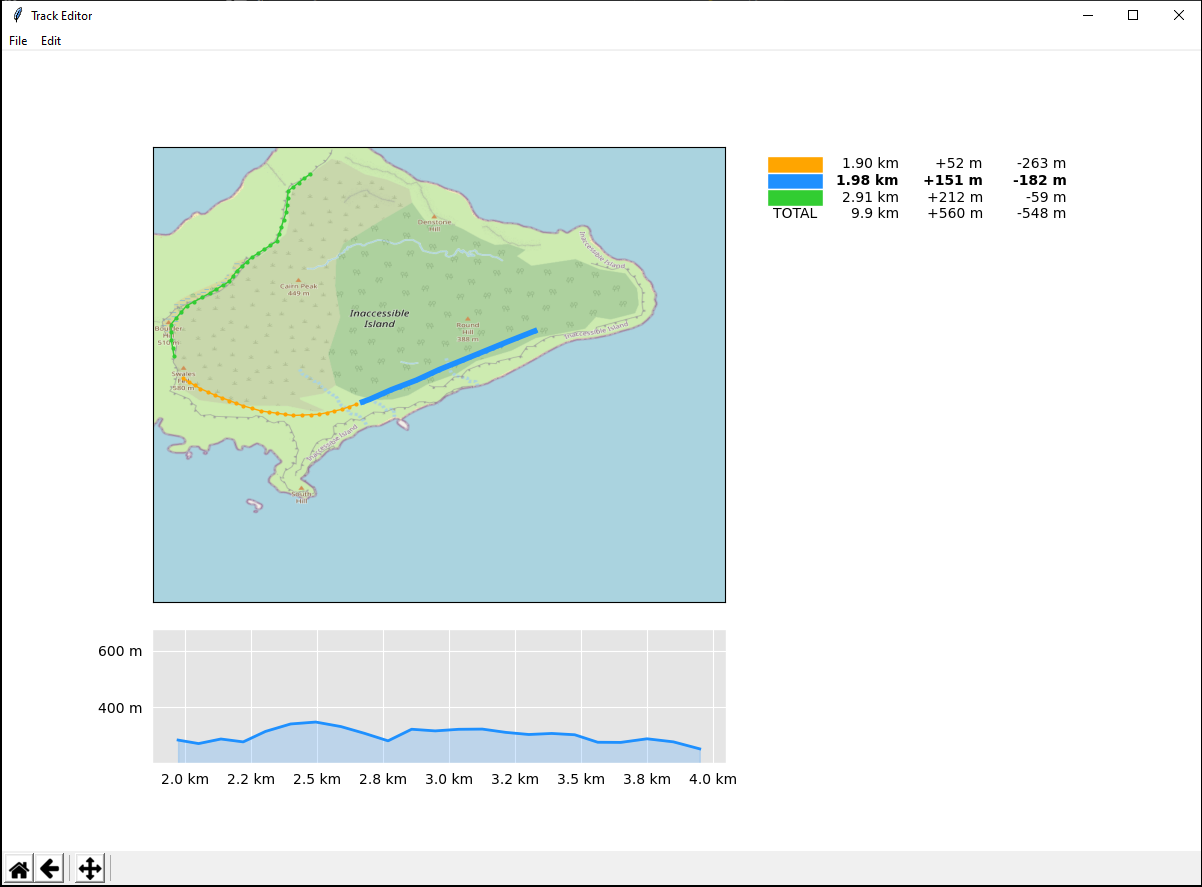 Track Editor
File Edit
1.90 km +52 m -263 m
1.98 km +151 m -182 m
2.91 km +212 m -59 m
TOTAL 9.9 km +560 m -548 m
Denstone
Hill
Inaccessible Island
Cairn Peak
449 m
Inaccessible
Island
Round
Hill
388 m
Inaccessible Island
Boulder
Hill
510 m
Swales
Fell
580 m
Inaccessible Island
South
Hill
600 m
400 m
2.0 km 2.2 km 2.5 km 2.8 km 3.0 km 3.2 km 3.5 km 3.8 km 4.0 km